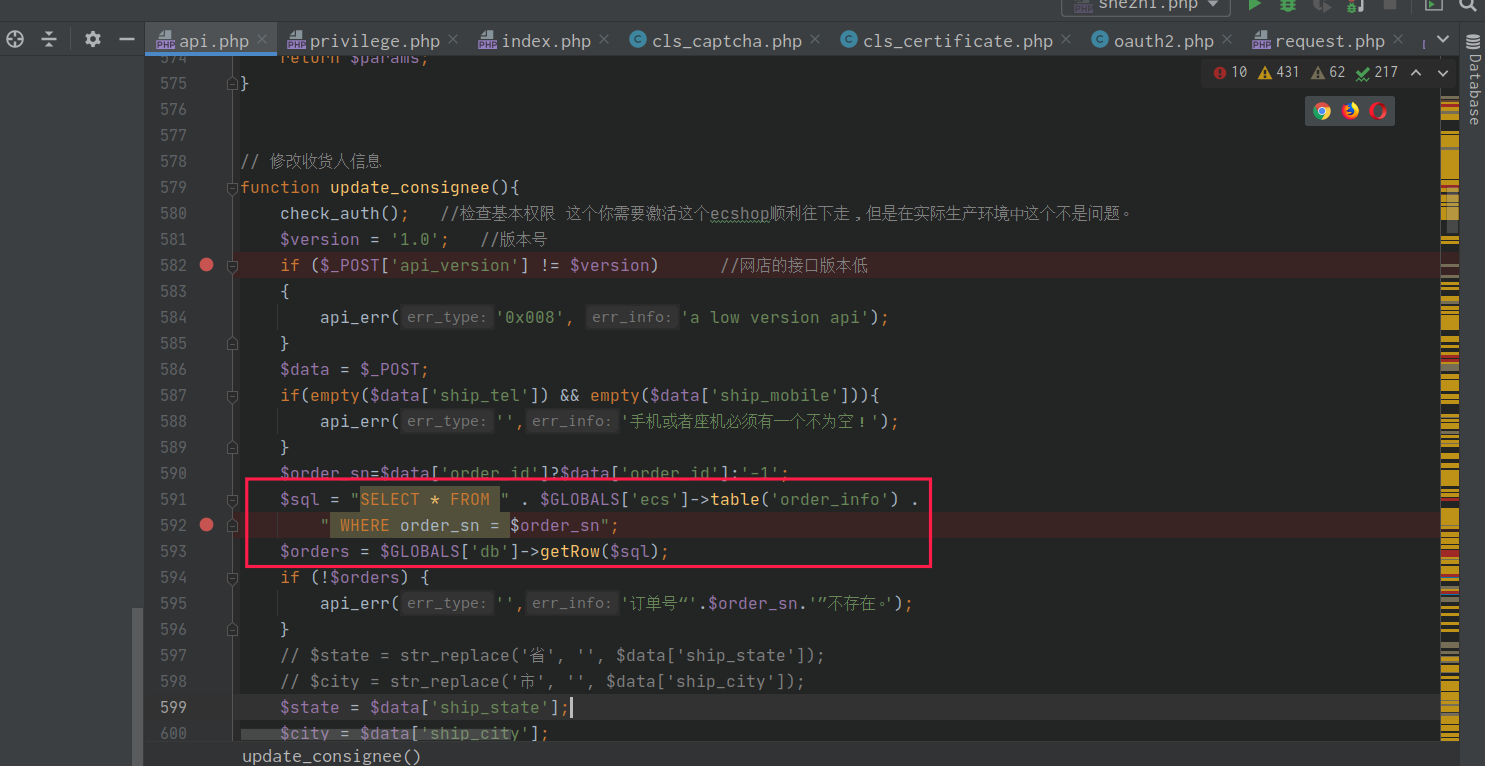 shezhi.php
api.php privilege.php index.php cls_captcha.php cls_certificate.php oauth2.php request.php
Database
10 431 62 217
574 return $params;
575 }
576
577
578 // 修改收货人信息
579 function update_consignee(){
580 check_auth(); //检查基本权限 这个你需要激活这个ecshop顺利往下走，但是在实际生产环境中这个不是问题。
581 $version = '1.0'; //版本号
582 if ($_POST['api_version'] != $version) //网店的接口版本低
583 {
584 api_err( err_type: '0x008', err_info: 'a low version api');
585 }
586 $data = $_POST;
587 if(empty($data['ship_tel']) && empty($data['ship_mobile'])){
588 api_err( err_type: '', err_info: '手机或者座机必须有一个不为空！');
589 }
590 $order_sn=$data['order_id']?$data['order_id']:'-1';
591 $sql = "SELECT * FROM " . $GLOBALS['ecs']->table('order_info') .
592 " WHERE order_sn = $order_sn";
593 $orders = $GLOBALS['db']->getRow($sql);
594 if (!$orders) {
595 api_err( err_type: '', err_info: '订单号“'.$order_sn.'”不存在。');
596 }
597 // $state = str_replace('省', '', $data['ship_state']);
598 // $city = str_replace('市', '', $data['ship_city']);
599 $state = $data['ship_state'];
600 $city = $data['ship_city'];
update_consignee()